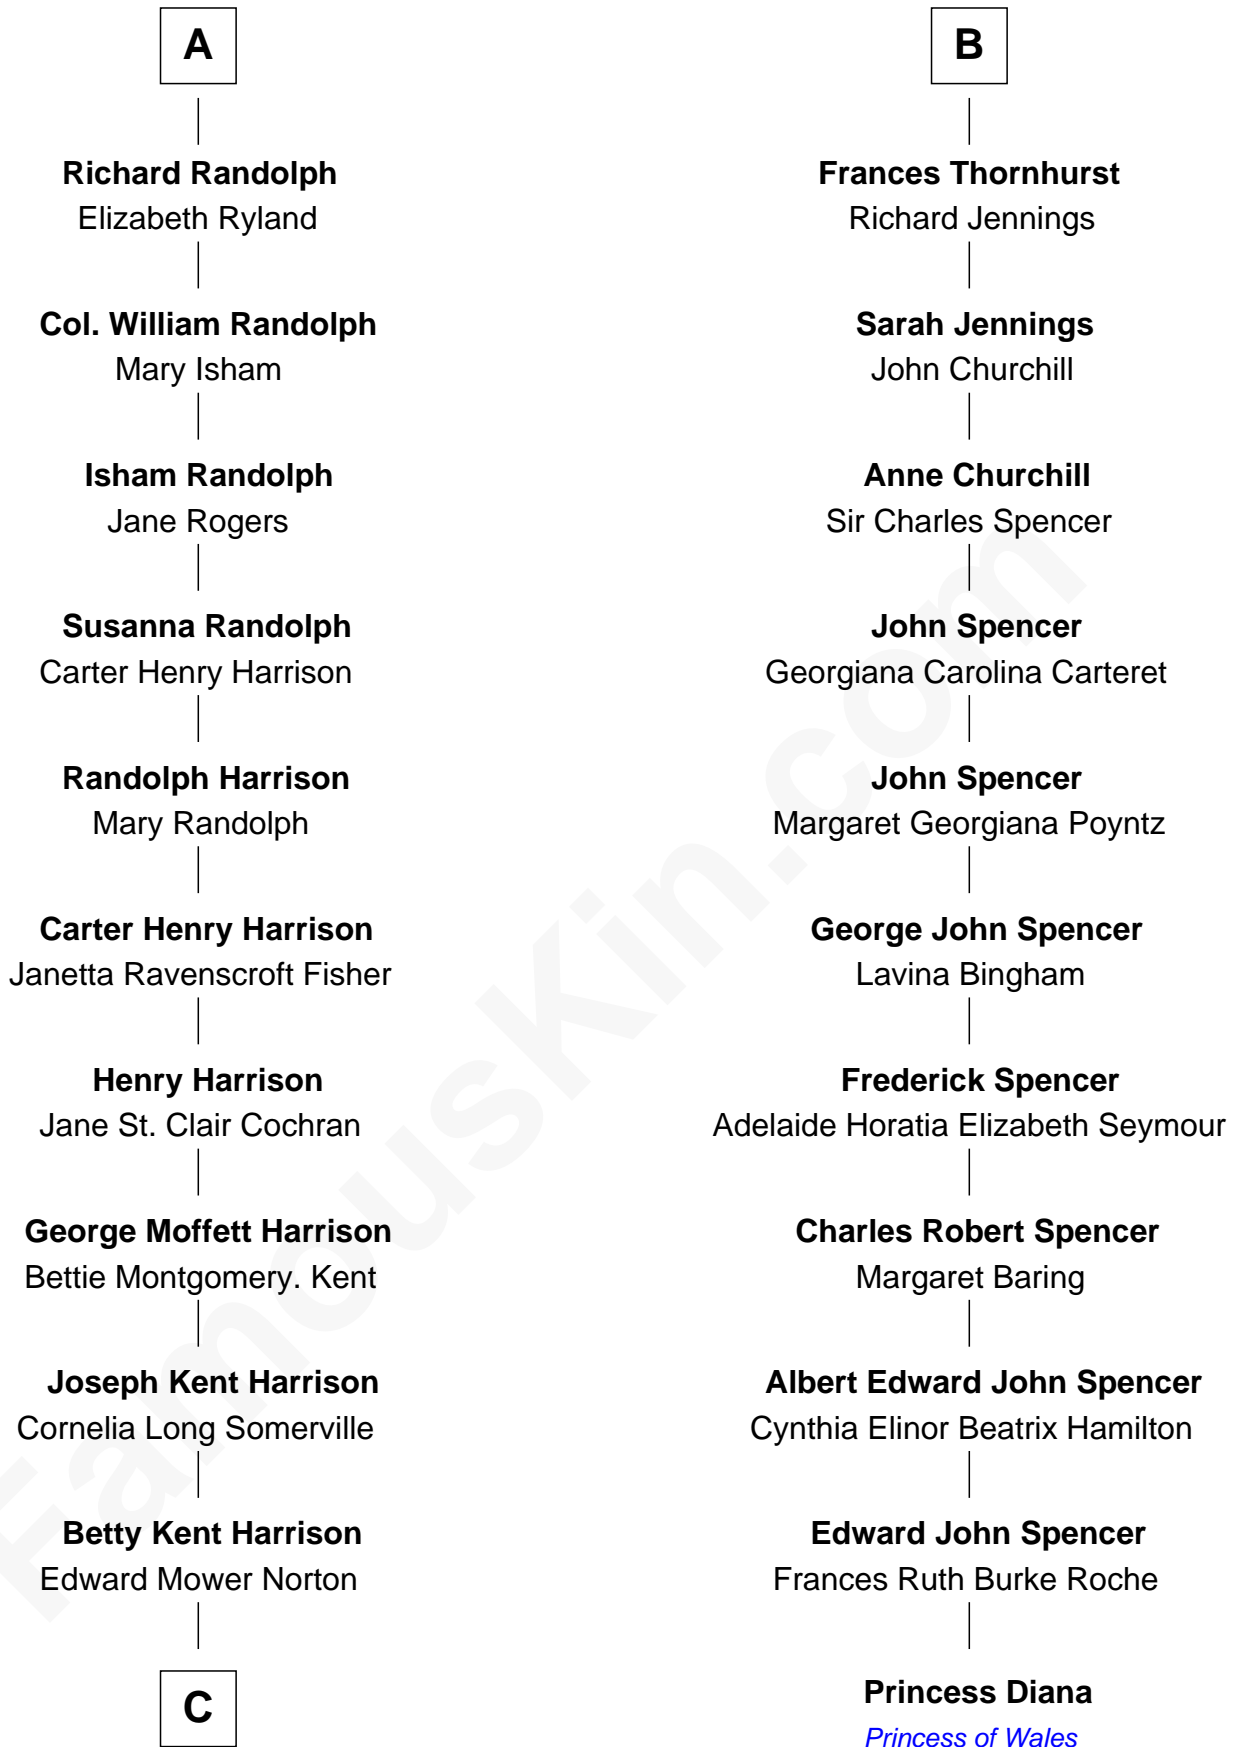 A
Richard Randolph
Elizabeth Ryland
Col. William Randolph
Mary Isham
Isham Randolph
Jane Rogers
Susanna Randolph
Carter Henry Harrison
Randolph Harrison
Mary Randolph
Carter Henry Harrison
Janetta Ravenscroft Fisher
Henry Harrison
Jane St. Clair Cochran
George Moffett Harrison
Bettie Montgomery. Kent
Joseph Kent Harrison
Cornelia Long Somerville
Betty Kent Harrison
Edward Mower Norton
C
B
Frances Thornhurst
Richard Jennings
Sarah Jennings
John Churchill
Anne Churchill
Sir Charles Spencer
John Spencer
Georgiana Carolina Carteret
John Spencer
Margaret Georgiana Poyntz
George John Spencer
Lavina Bingham
Frederick Spencer
Adelaide Horatia Elizabeth Seymour
Charles Robert Spencer
Margaret Baring
Albert Edward John Spencer
Cynthia Elinor Beatrix Hamilton
Edward John Spencer
Frances Ruth Burke Roche
Princess Diana
Princess of Wales
FamousKin.com